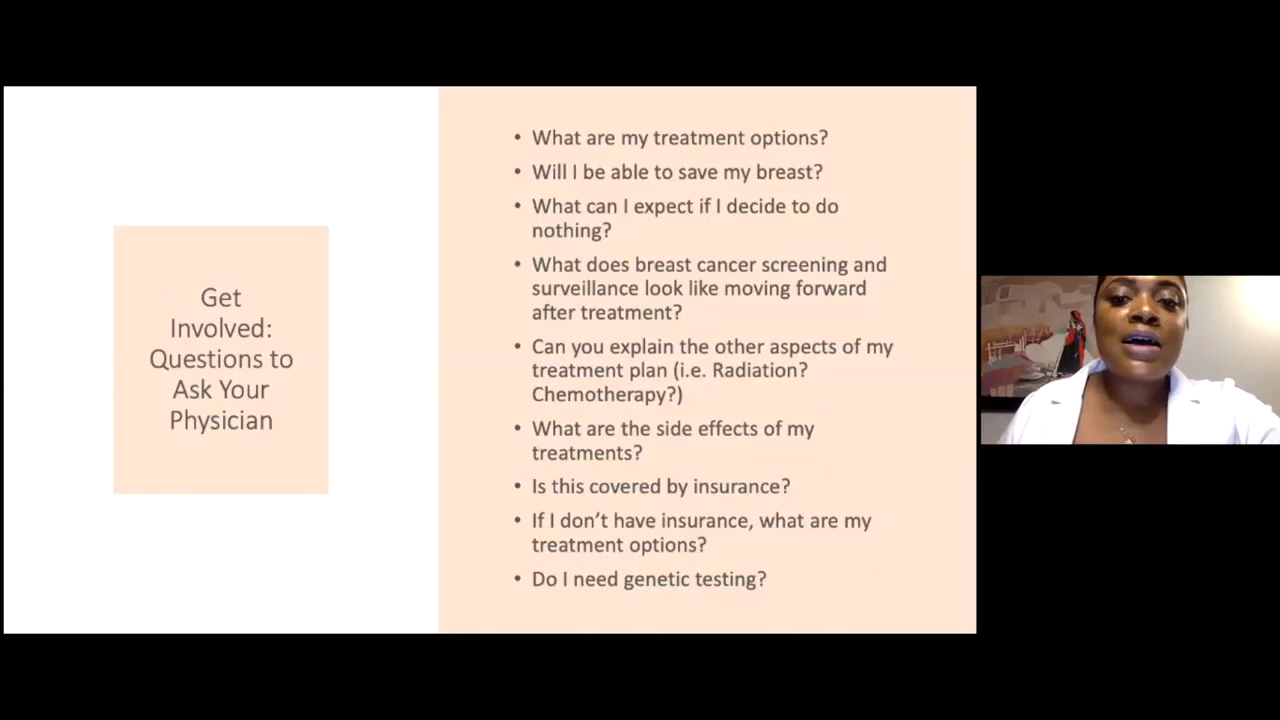 Get
Involved:
Questions to
Ask Your
Physician
• What are my treatment options?
• Will I be able to save my breast?
• What can I expect if I decide to do
nothing?
• What does breast cancer screening and
surveillance look like moving forward
after treatment?
• Can you explain the other aspects of my
treatment plan (i.e. Radiation?
Chemotherapy?)
• What are the side effects of my
treatments?
• Is this covered by insurance?
• If I don’t have insurance, what are my
treatment options?
• Do I need genetic testing?